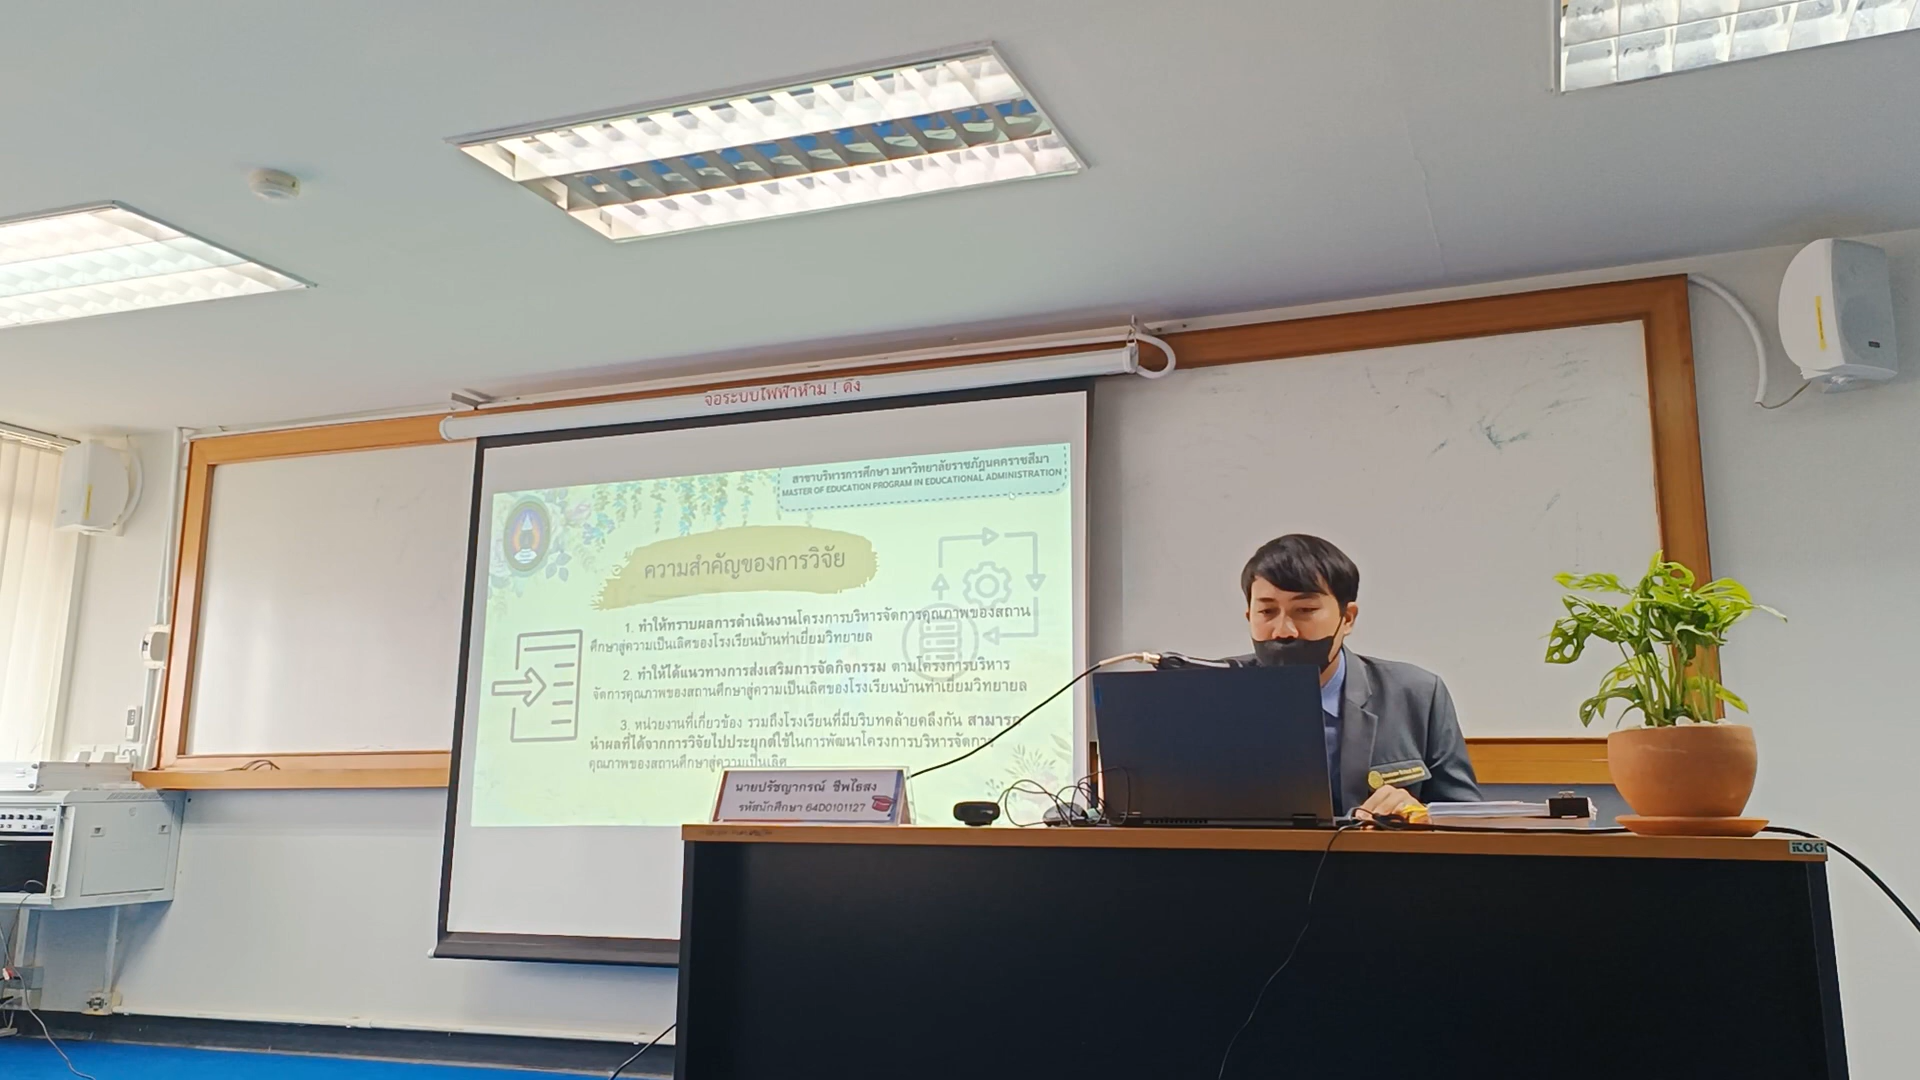 จอระบบไฟฟ้าห้าม ! ดึง
สาขาบริหารการศึกษา มหาวิทยาลัยราชภัฏนครราชสีมา
MASTER OF EDUCATION PROGRAM IN EDUCATIONAL ADMINISTRATION
ความสำคัญของการวิจัย
1. ทำให้ทราบผลการดำเนินงานโครงการบริหารจัดการคุณภาพของสถาน
ศึกษาสู่ความเป็นเลิศของโรงเรียนบ้านท่าเยี่ยมวิทยายล
2. ทำให้ได้แนวทางการส่งเสริมการจัดกิจกรรม ตามโครงการบริหาร
จัดการคุณภาพของสถานศึกษาสู่ความเป็นเลิศของโรงเรียนบ้านท่าเยี่ยมวิทยายล
3. หน่วยงานที่เกี่ยวข้อง รวมถึงโรงเรียนที่มีบริบทคล้ายคลึงกัน สามารถ
นำผลที่ได้จากการวิจัยไปประยุกต์ใช้ในการพัฒนาโครงการบริหารจัดการ
คุณภาพของสถานศึกษาสู่ความเป็นเลิศ
นายปรัชญากรณ์ ชีพไธสง
รหัสนักศึกษา 64D0101127
ITOKI